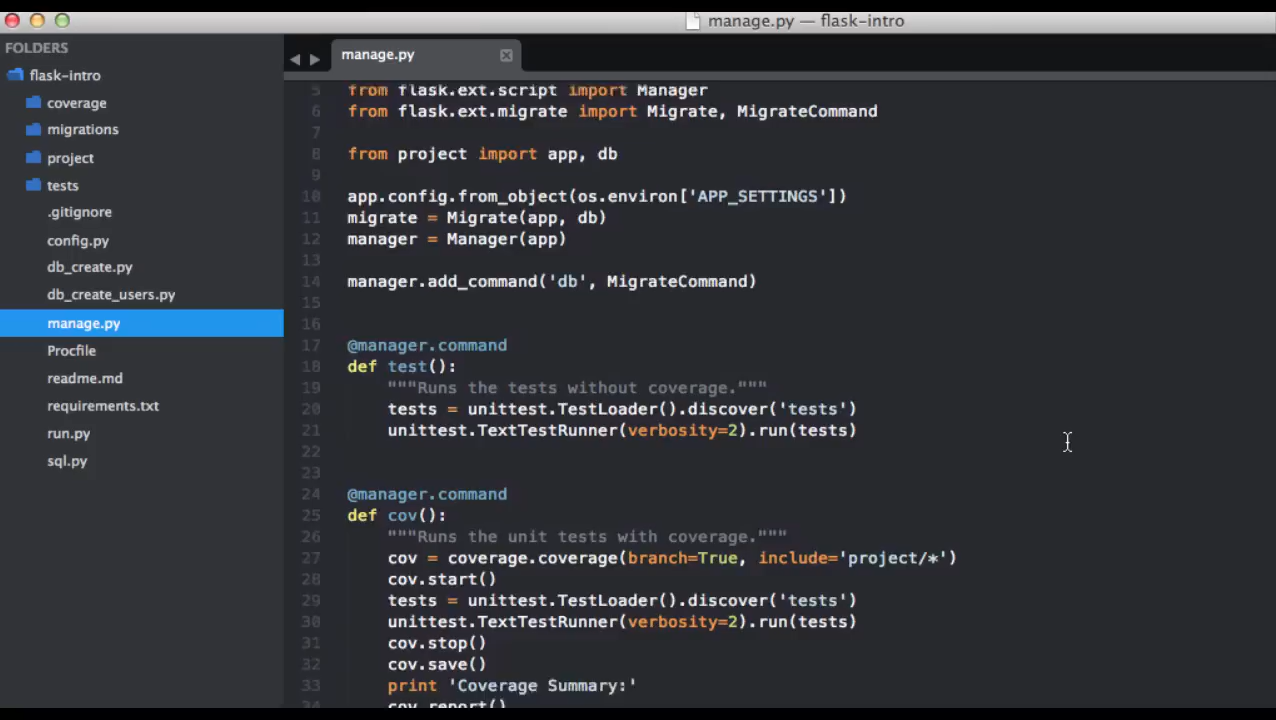 manage.py — flask-intro
FOLDERS
flask-intro
coverage
migrations
project
tests
.gitignore
config.py
db_create.py
db_create_users.py
manage.py
Procfile
readme.md
requirements.txt
run.py
sql.py
manage.py
5 from flask.ext.script import Manager
6 from flask.ext.migrate import Migrate, MigrateCommand
7
8 from project import app, db
9
10 app.config.from_object(os.environ['APP_SETTINGS'])
11 migrate = Migrate(app, db)
12 manager = Manager(app)
13
14 manager.add_command('db', MigrateCommand)
15
16
17 @manager.command
18 def test():
19     """Runs the tests without coverage."""
20     tests = unittest.TestLoader().discover('tests')
21     unittest.TextTestRunner(verbosity=2).run(tests)
22
23
24 @manager.command
25 def cov():
26     """Runs the unit tests with coverage."""
27     cov = coverage.coverage(branch=True, include='project/*')
28     cov.start()
29     tests = unittest.TestLoader().discover('tests')
30     unittest.TextTestRunner(verbosity=2).run(tests)
31     cov.stop()
32     cov.save()
33     print 'Coverage Summary:'
34     cov.report()